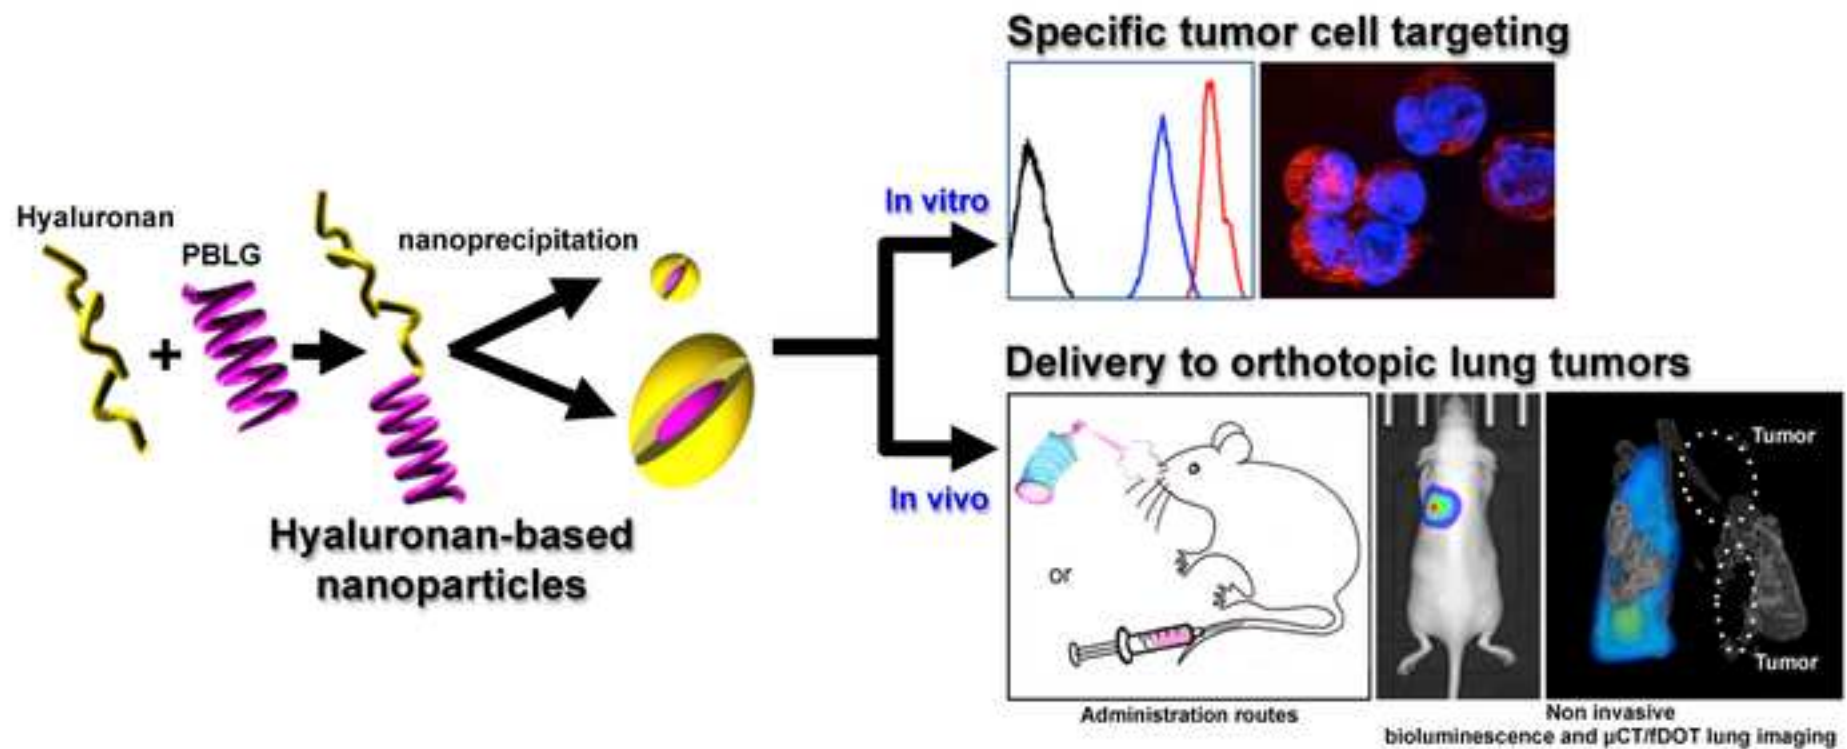 Hyaluronan
PBLG
+
nanoprecipitation
Hyaluronan-based
nanoparticles
In vitro
In vivo
Specific tumor cell targeting
Delivery to orthotopic lung tumors
or
Tumor
Tumor
Administration routes
Non invasive
bioluminescence and µCT/fDOT lung imaging